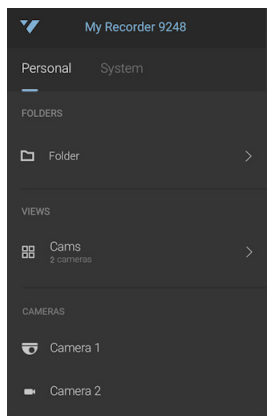 My Recorder 9248
Personal System
FOLDERS
Folder
VIEWS
Cams
2 cameras
CAMERAS
Camera 1
Camera 2